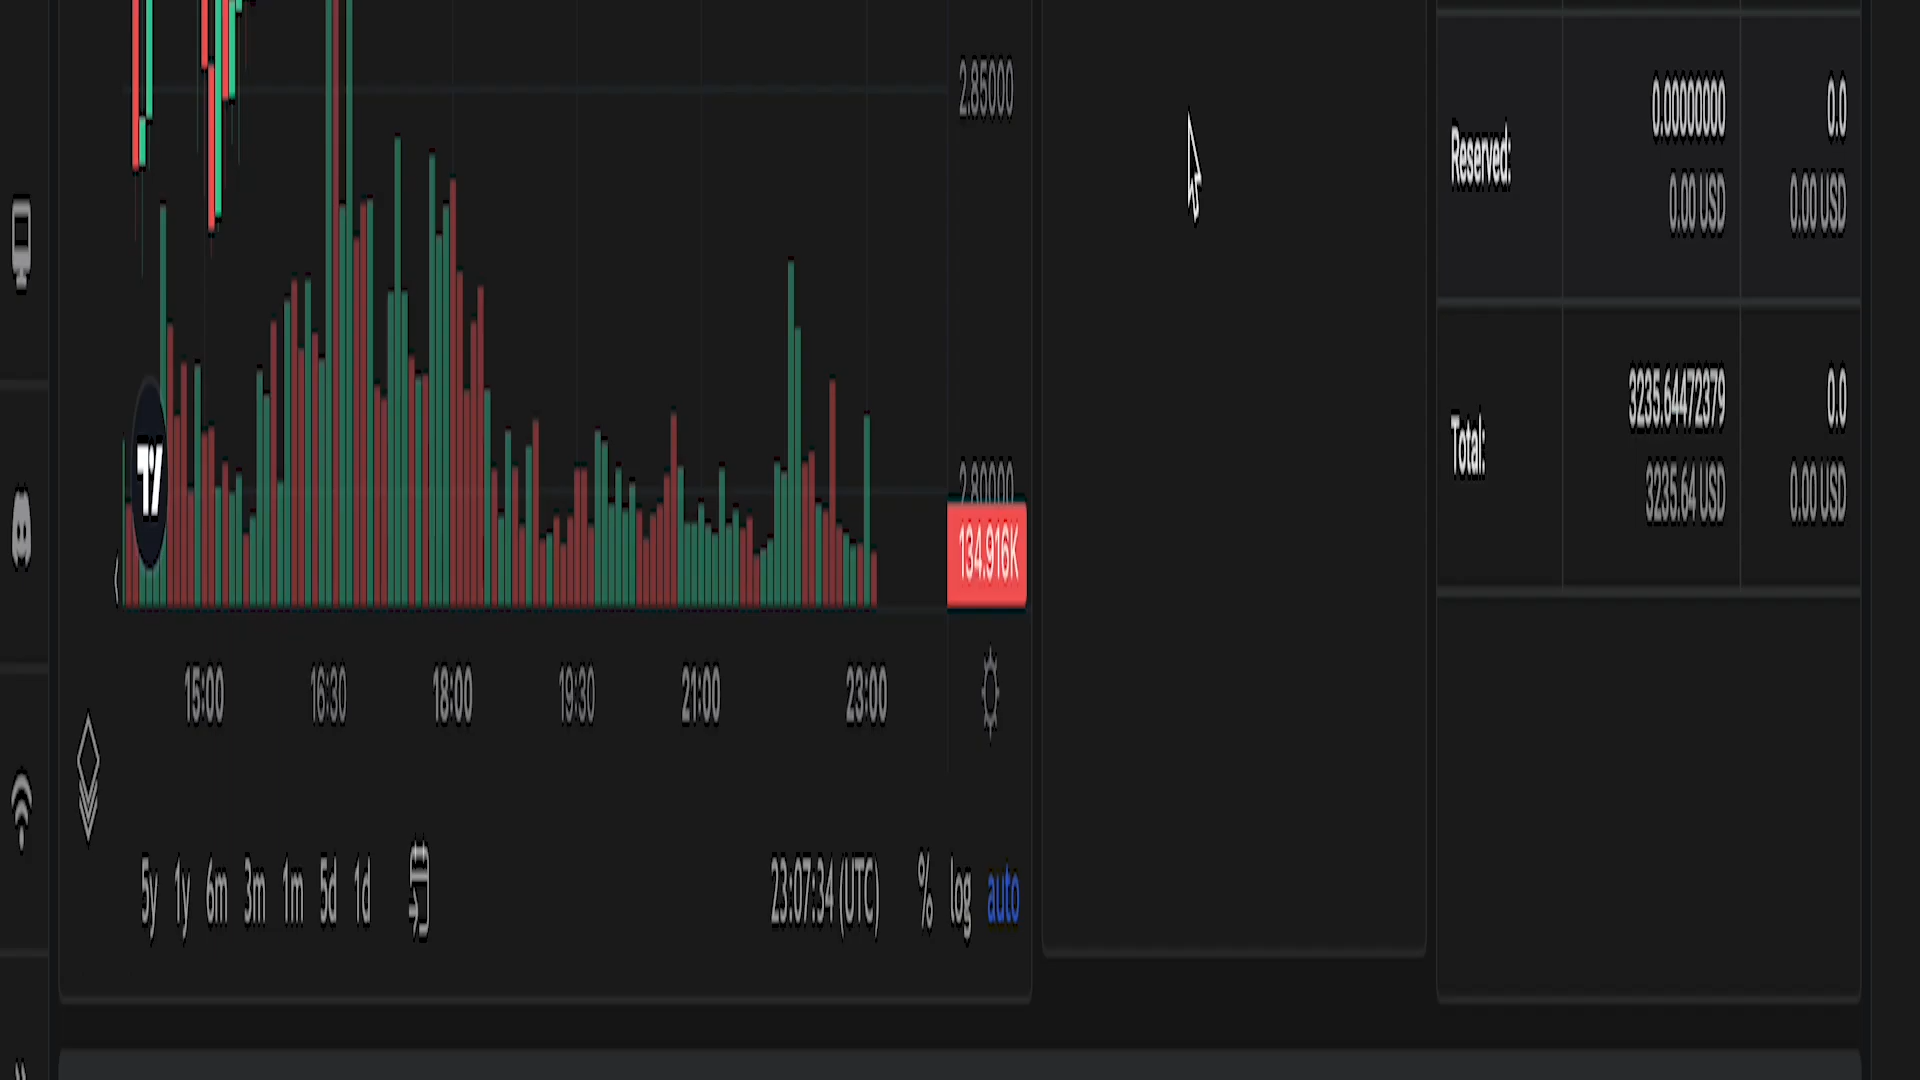 2.85000
2.80000
134.916K
15:00 16:30 18:00 19:30 21:00 23:00
5y 1y 6m 3m 1m 5d 1d
23:07:34 (UTC) % log auto
Reserved: 0.00000000 0.0
0.00 USD 0.00 USD
Total: 3235.64472379 0.0
3235.64 USD 0.00 USD